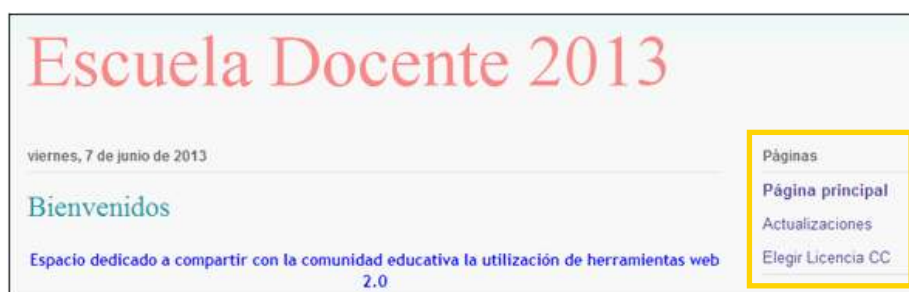 Escuela Docente 2013
viernes, 7 de junio de 2013
Bienvenidos
Espacio dedicado a compartir con la comunidad educativa la utilización de herramientas web
2.0
Páginas
Página principal
Actualizaciones
Elegir Licencia CC